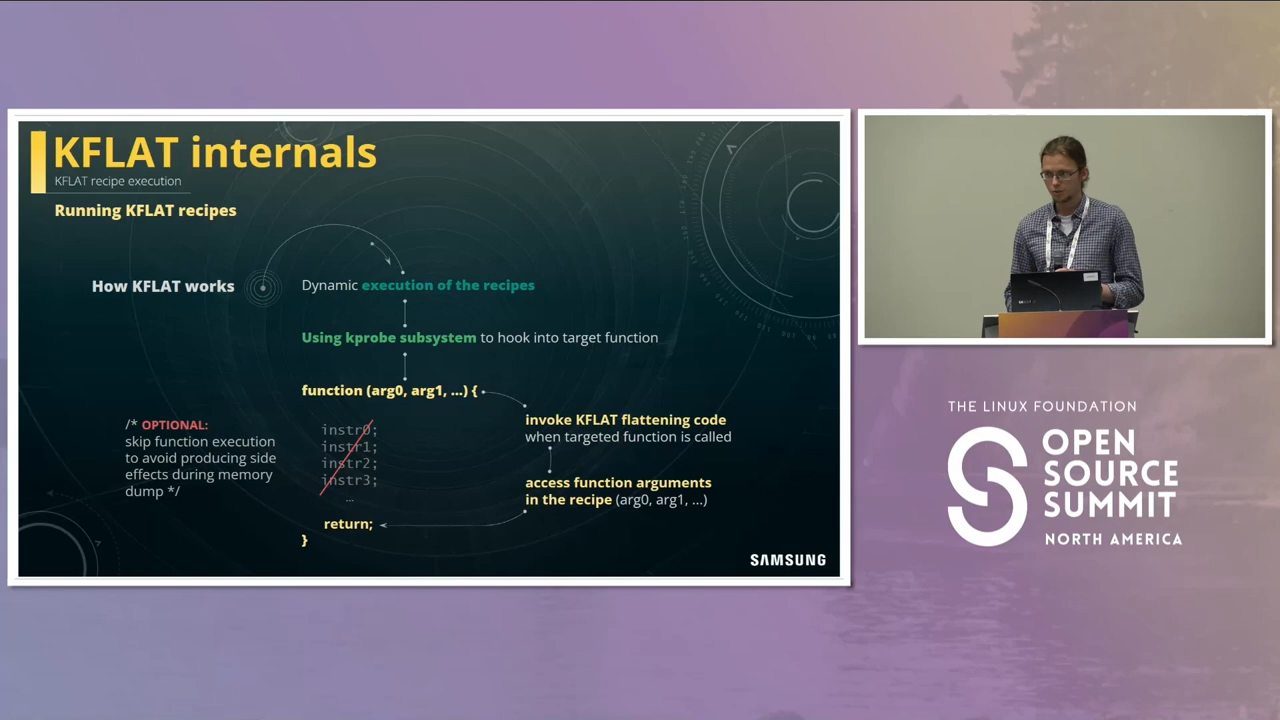 KFLAT internals
KFLAT recipe execution
Running KFLAT recipes
How KFLAT works
Dynamic execution of the recipes
Using kprobe subsystem to hook into target function
function (arg0, arg1, ...) {
/* OPTIONAL:
skip function execution
to avoid producing side
effects during memory
dump */
instr0;
instr1;
instr2;
instr3;
...
return;
}
invoke KFLAT flattening code
when targeted function is called
access function arguments
in the recipe (arg0, arg1, ...)
SAMSUNG
THE LINUX FOUNDATION
OPEN
SOURCE
SUMMIT
NORTH AMERICA